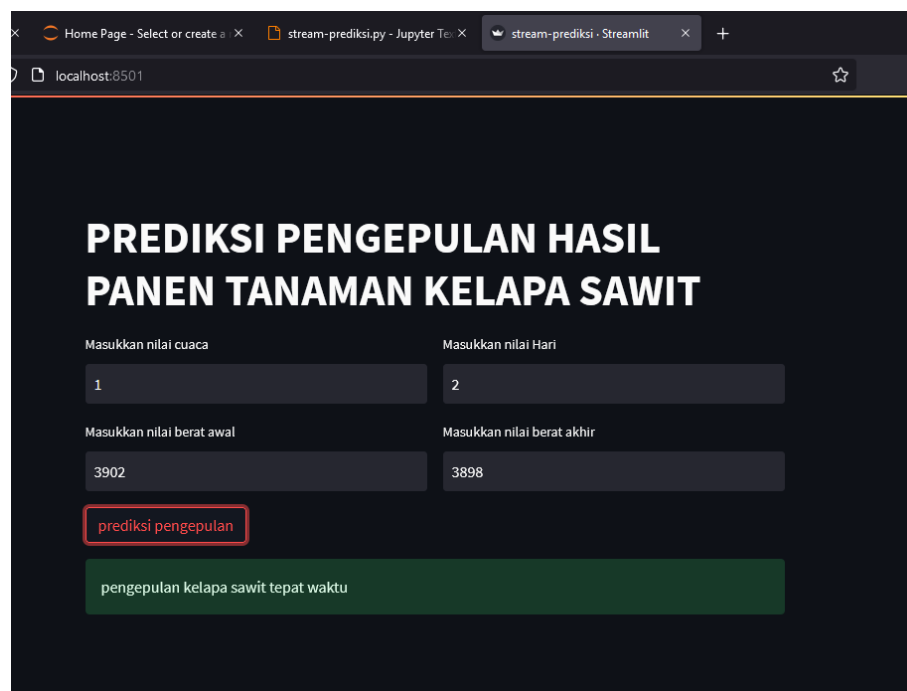 Home Page - Select or create a
stream-prediksi.py - Jupyter Te
stream-prediksi · Streamlit
localhost:8501
PREDIKSI PENGEPULAN HASIL
PANEN TANAMAN KELAPA SAWIT
Masukkan nilai cuaca
Masukkan nilai Hari
1
2
Masukkan nilai berat awal
Masukkan nilai berat akhir
3902
3898
prediksi pengepulan
pengepulan kelapa sawit tepat waktu